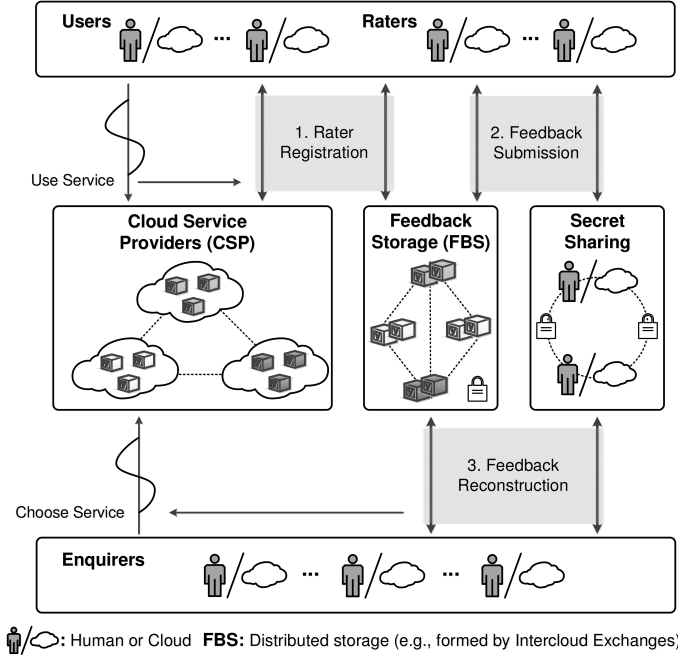 Users
Raters
...
...
1. Rater
Registration
2. Feedback
Submission
Use Service
Cloud Service
Providers (CSP)
Feedback
Storage (FBS)
Secret
Sharing
3. Feedback
Reconstruction
Choose Service
Enquirers
...
...
: Human or Cloud FBS: Distributed storage (e.g., formed by Intercloud Exchanges)